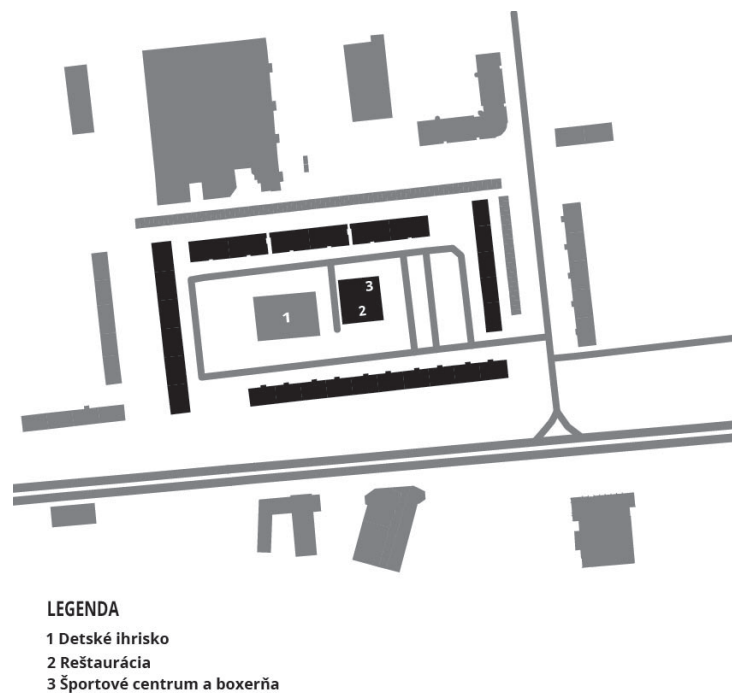 3
2
1
LEGENDA
1 Detské ihrisko
2 Reštaurácia
3 Športové centrum a boxerňa